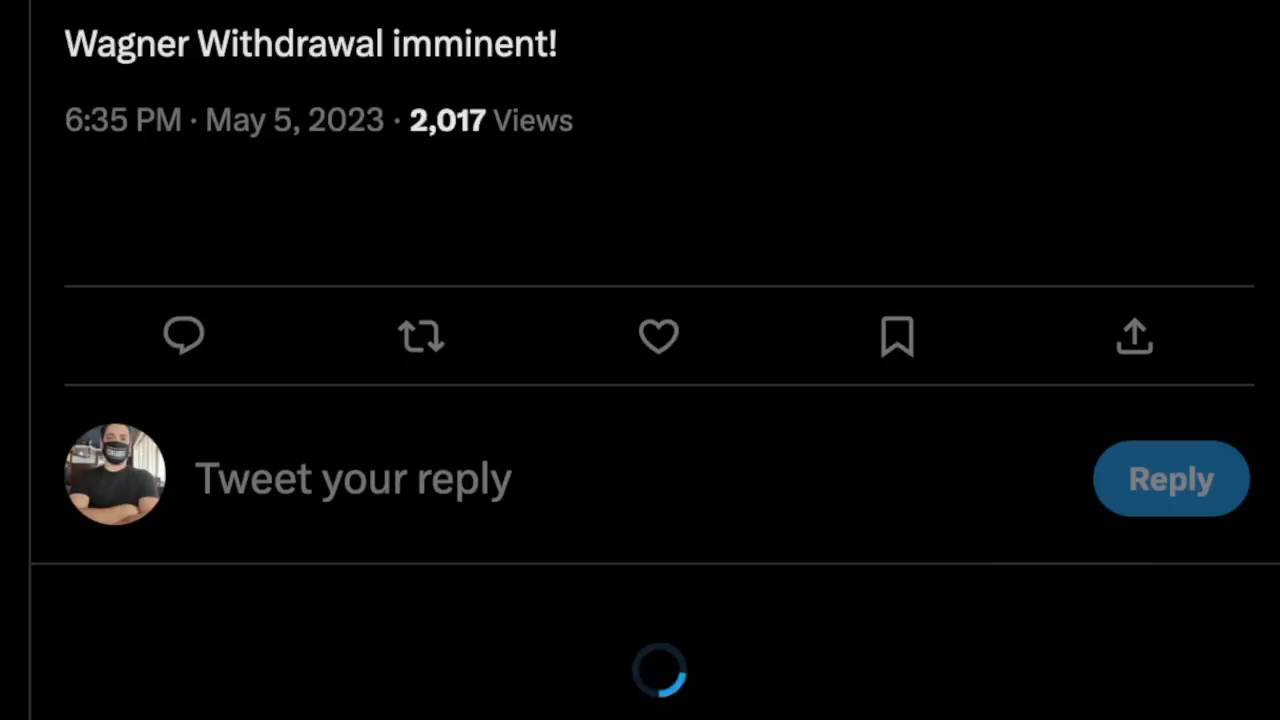 Wagner Withdrawal imminent!
6:35 PM · May 5, 2023 · 2,017 Views
Tweet your reply
Reply